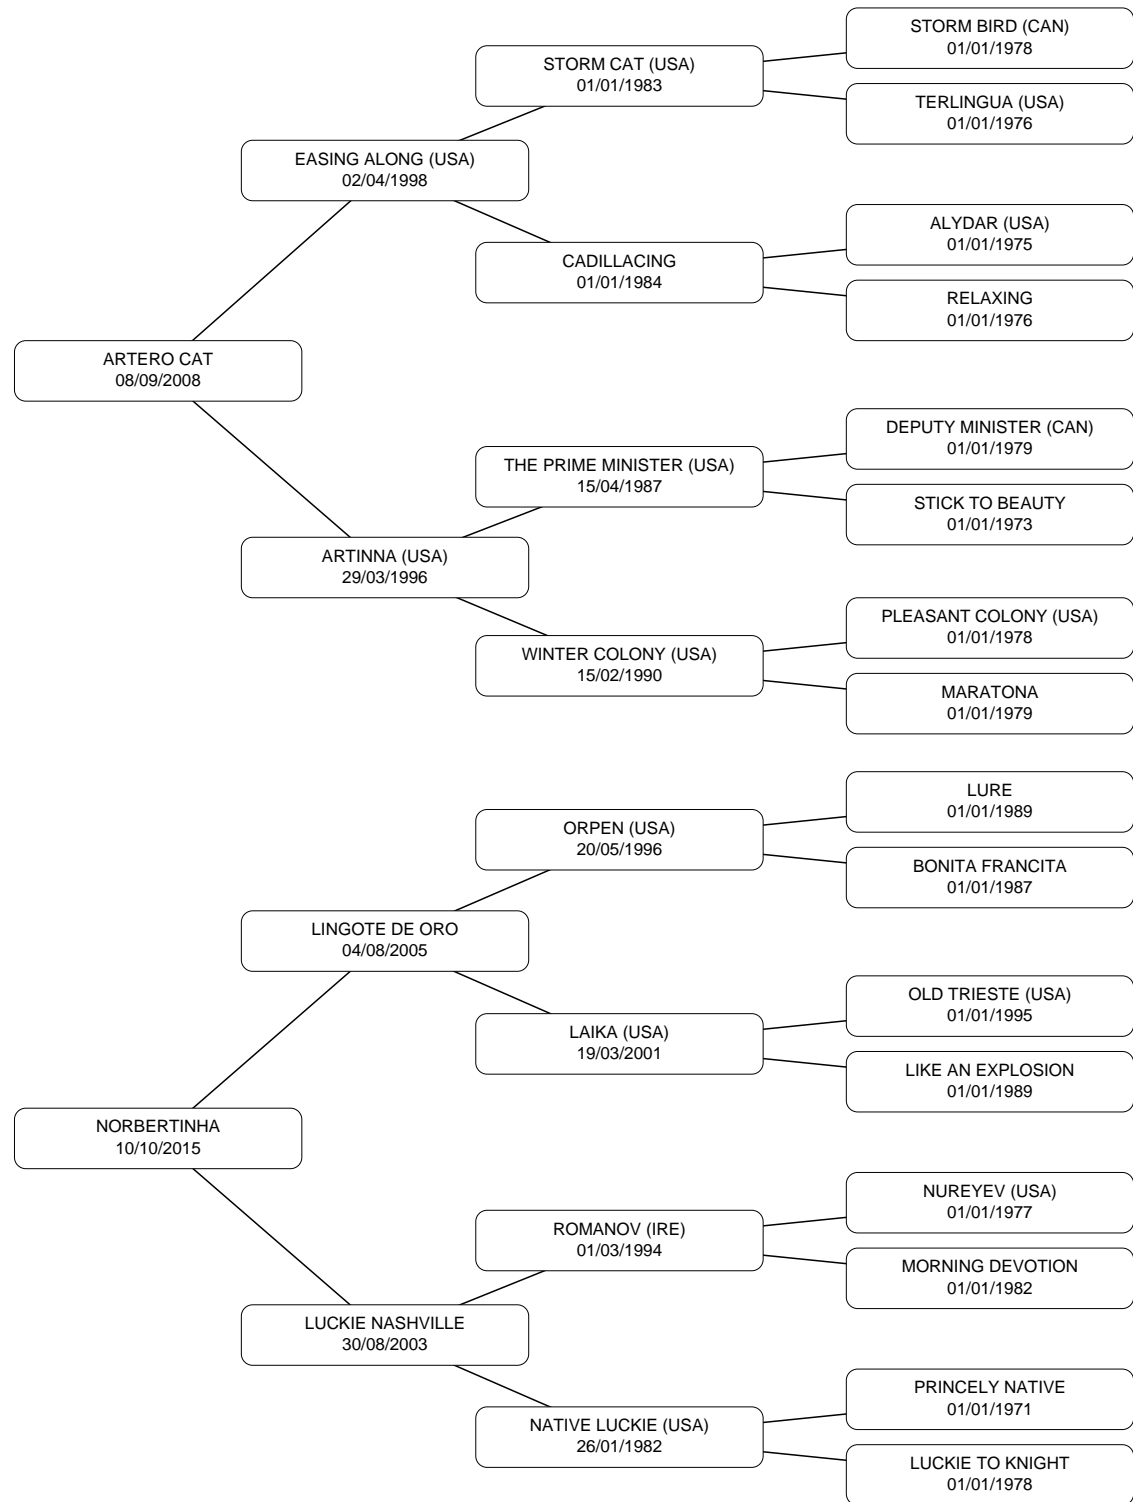 STORM BIRD (CAN)
01/01/1978
STORM CAT (USA)
01/01/1983
TERLINGUA (USA)
01/01/1976
EASING ALONG (USA)
02/04/1998
ALYDAR (USA)
01/01/1975
CADILLACING
01/01/1984
RELAXING
01/01/1976
ARTERO CAT
08/09/2008
DEPUTY MINISTER (CAN)
01/01/1979
THE PRIME MINISTER (USA)
15/04/1987
STICK TO BEAUTY
01/01/1973
ARTINNA (USA)
29/03/1996
PLEASANT COLONY (USA)
01/01/1978
WINTER COLONY (USA)
15/02/1990
MARATONA
01/01/1979
LURE
01/01/1989
ORPEN (USA)
20/05/1996
BONITA FRANCITA
01/01/1987
LINGOTE DE ORO
04/08/2005
OLD TRIESTE (USA)
01/01/1995
LAIKA (USA)
19/03/2001
LIKE AN EXPLOSION
01/01/1989
NORBERTINHA
10/10/2015
NUREYEV (USA)
01/01/1977
ROMANOV (IRE)
01/03/1994
MORNING DEVOTION
01/01/1982
LUCKIE NASHVILLE
30/08/2003
PRINCELY NATIVE
01/01/1971
NATIVE LUCKIE (USA)
26/01/1982
LUCKIE TO KNIGHT
01/01/1978